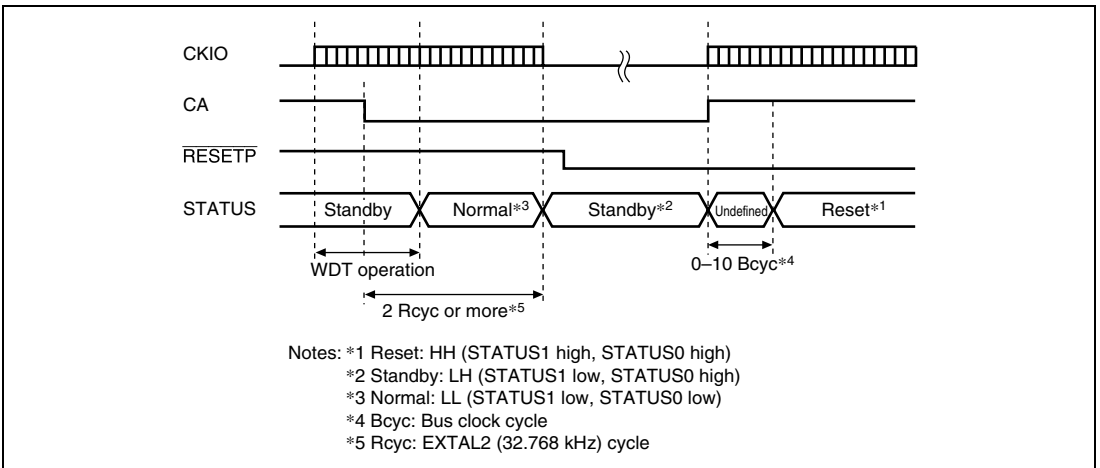 CKIO
CA
RESETP
STATUS
Standby Normal*3 Standby*2 Undefined Reset*1
WDT operation
0–10 Bcyc*4
2 Rcyc or more*5
Notes: *1 Reset: HH (STATUS1 high, STATUS0 high)
*2 Standby: LH (STATUS1 low, STATUS0 high)
*3 Normal: LL (STATUS1 low, STATUS0 low)
*4 Bcyc: Bus clock cycle
*5 Rcyc: EXTAL2 (32.768 kHz) cycle